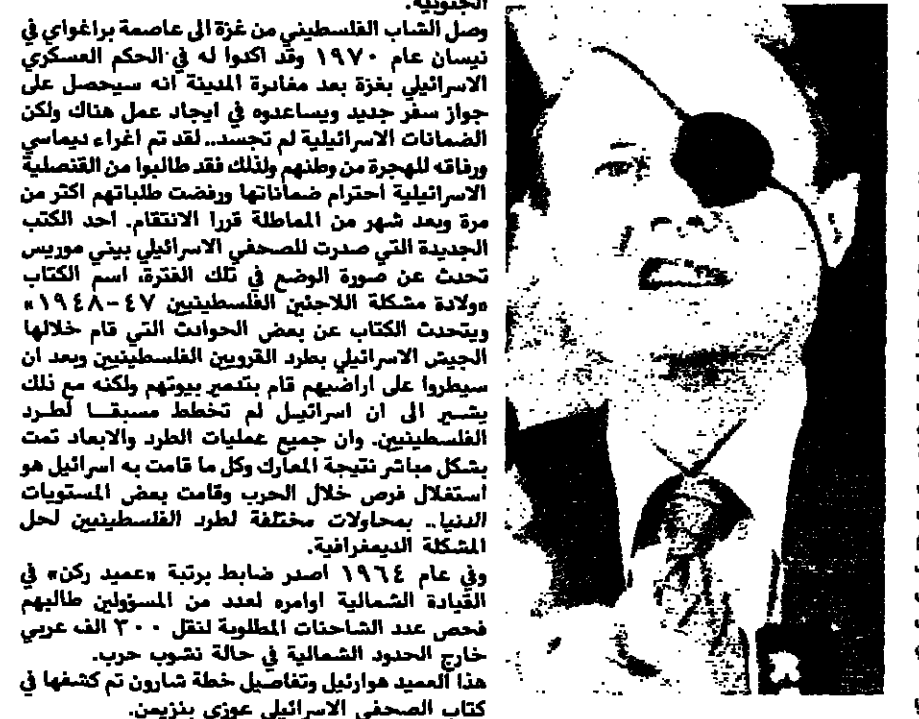 الجنوبية.
وصل الشاب الفلسطيني من غزة الى عاصمة براغواي في
نيسان عام ١٩٧٠ وقد اكدوا له في الحكم العسكري
الاسرائيلي بغزة بعد مغادرة المدينة انه سيحصل على
جواز سفر جديد ويساعدوه في ايجاد عمل هناك ولكن
الضمانات الاسرائيلية لم تجسد.. لقد تم اغراء ديماسي
ورفاقه للهجرة من وطنهم ولذلك فقد طالبوا من القنصلية
الاسرائيلية احترام ضماناتها ورفضت طلباتهم اكثر من
مرة وبعد شهر من المماطلة قررا الانتقام. احد الكتب
الجديدة التي صدرت للصحفي الاسرائيلي بيني موريس
تحدث عن صورة الوضع في تلك الفترة، اسم الكتاب
«ولادة مشكلة اللاجئين الفلسطينيين ٤٧-١٩٤٨»
ويتحدث الكتاب عن بعض الحوادث التي قام خلالها
الجيش الاسرائيلي بطرد القرويين الفلسطينيين وبعد ان
سيطروا على اراضيهم قام بتدمير بيوتهم ولكنه مع ذلك
يشير الى ان اسرائيل لم تخطط مسبقا لطرد
الفلسطينيين. وان جميع عمليات الطرد والابعاد تمت
بشكل مباشر نتيجة المعارك وكل ما قامت به اسرائيل هو
استغلال فرص خلال الحرب وقامت بعض المستويات
الدنيا.. بمحاولات مختلفة لطرد الفلسطينيين لحل
المشكلة الديمغرافية.
وفي عام ١٩٦٤ اصدر ضابط برتبة «عميد ركن» في
القيادة الشمالية اوامره لعدد من المسؤولين طالبهم
فحص عدد الشاحنات المطلوبة لنقل ٣٠٠ الف عربي
خارج الحدود الشمالية في حالة نشوب حرب.
هذا العميد هوارئيل وتفاصيل خطة شارون تم كشفها في
كتاب الصحفي الاسرائيلي عوزي بنزيمن.